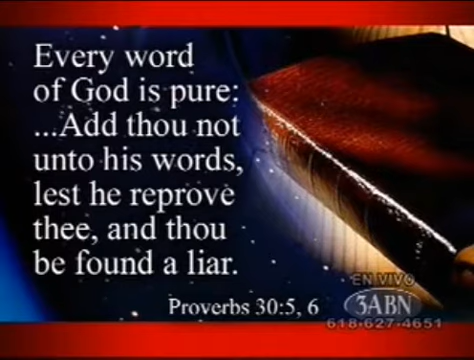 Every word
of God is pure:
...Add thou not
unto his words,
lest he reprove
thee, and thou
be found a liar.
Proverbs 30:5, 6
EN VIVO
3ABN
618-627-4651